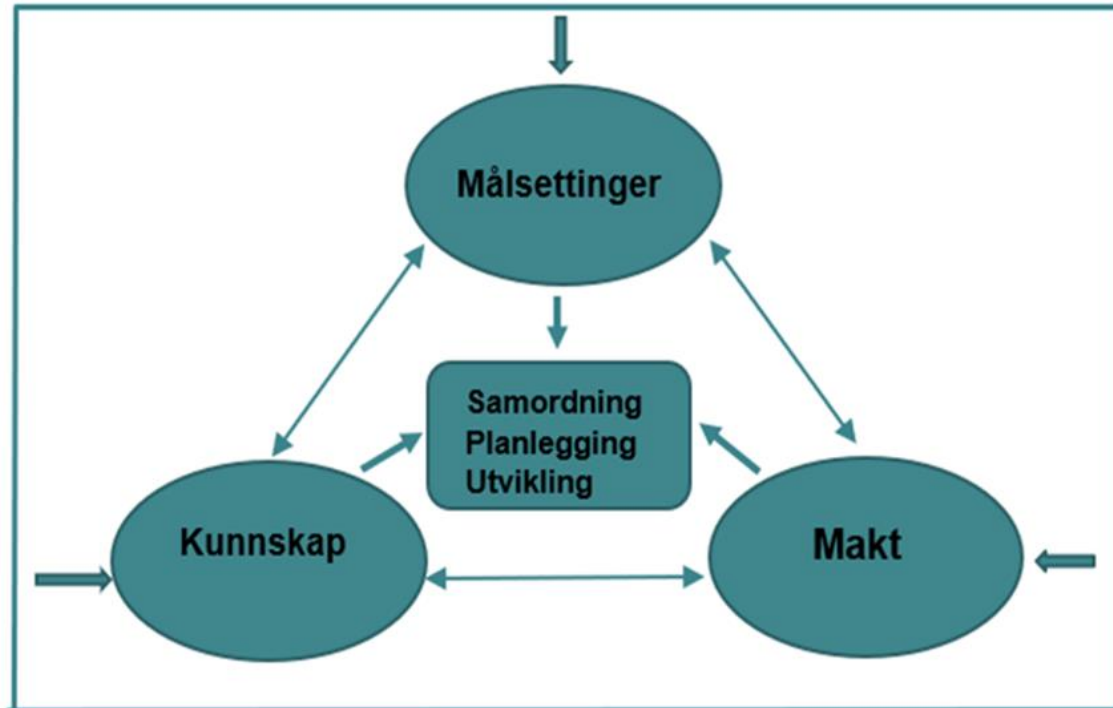 Målsettinger
Samordning
Planlegging
Utvikling
Kunnskap
Makt